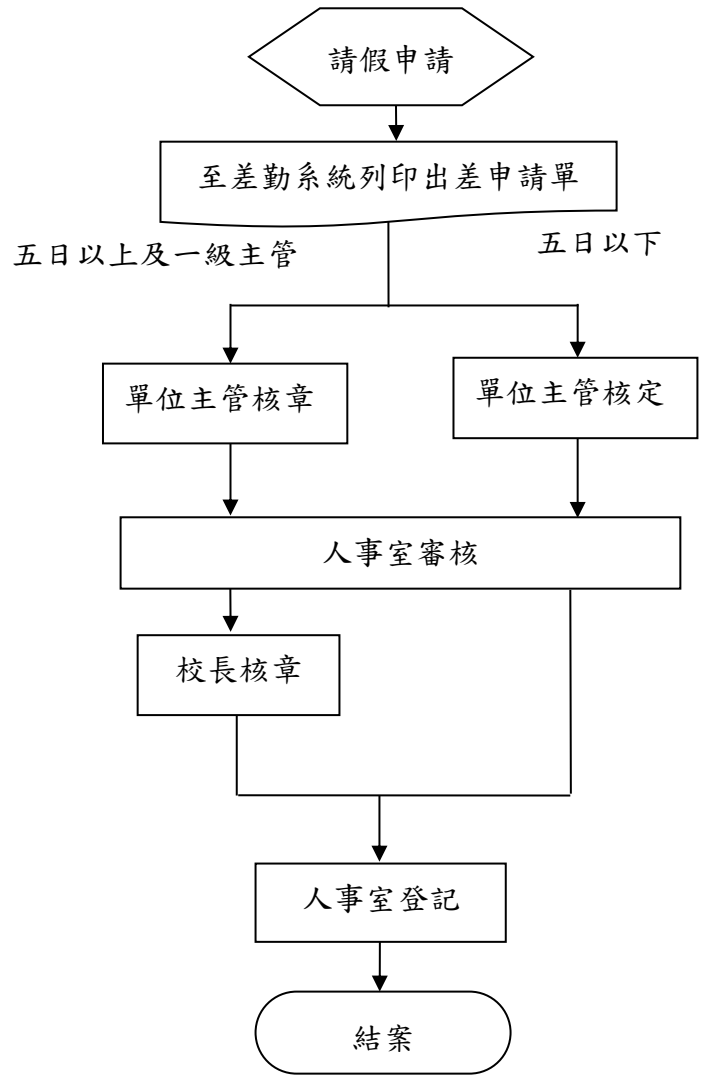 請假申請
至差勤系統列印出差申請單
五日以上及一級主管
五日以下
單位主管核章
單位主管核定
人事室審核
校長核章
人事室登記
結案